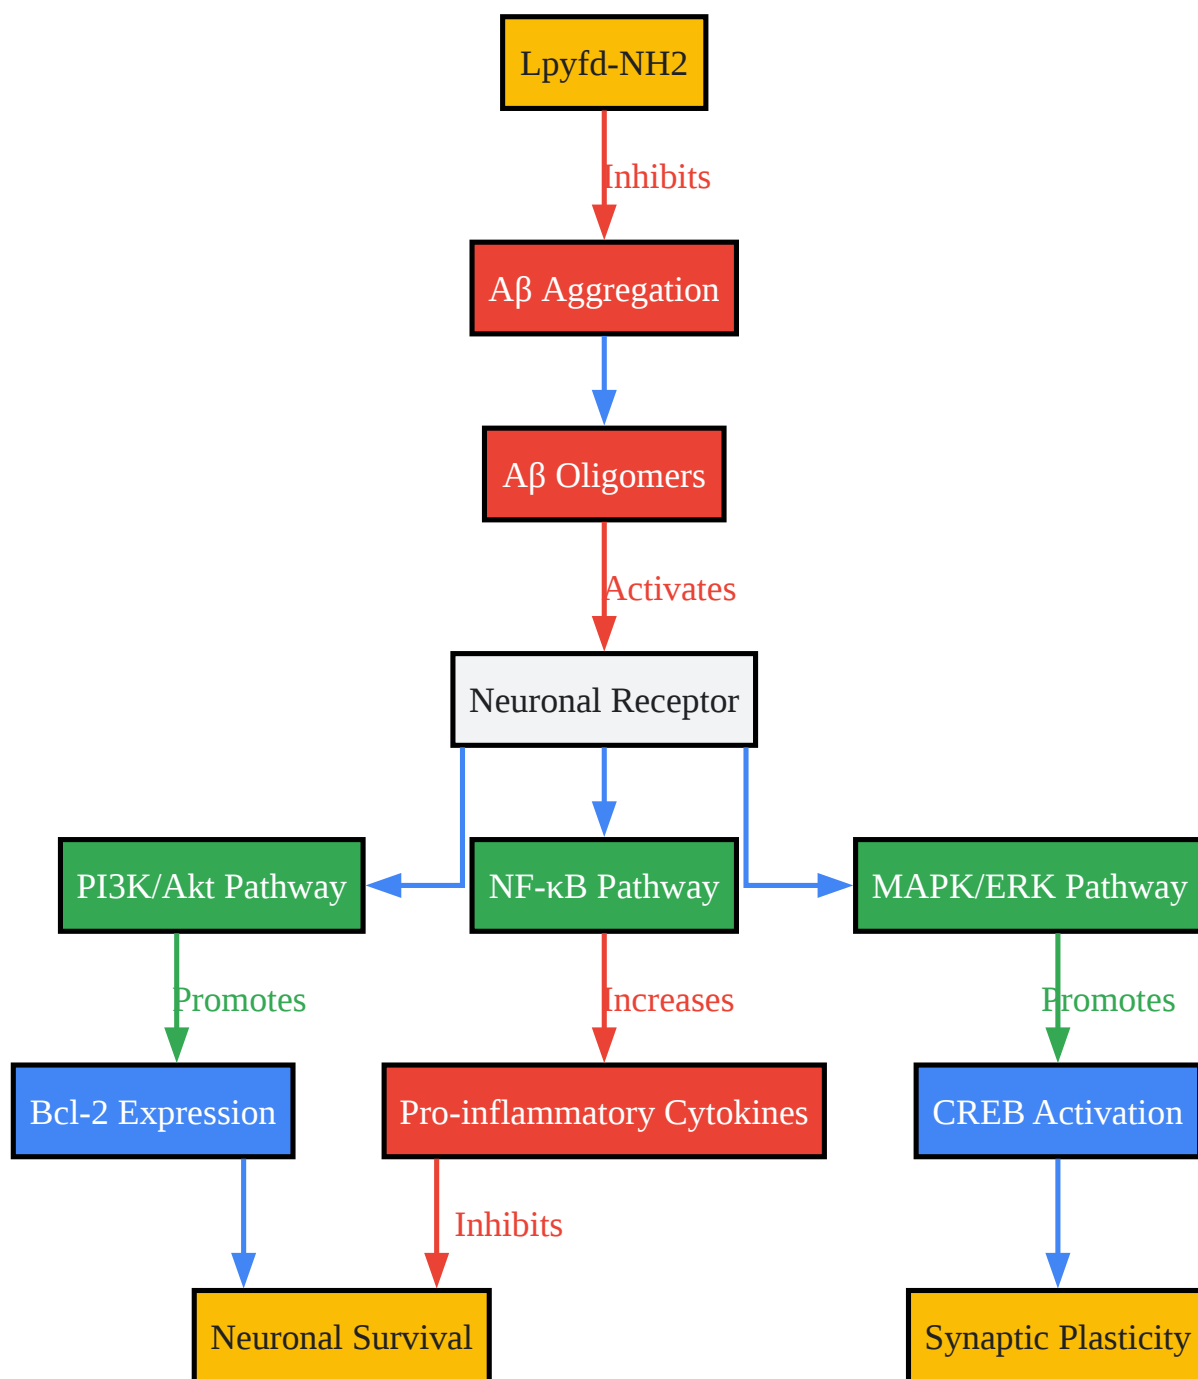 Lpyfd-NH2
Inhibits
Aβ Aggregation
Aβ Oligomers
Activates
Neuronal Receptor
PI3K/Akt Pathway
NF-κB Pathway
MAPK/ERK Pathway
Promotes
Increases
Promotes
Bcl-2 Expression
Pro-inflammatory Cytokines
CREB Activation
Inhibits
Neuronal Survival
Synaptic Plasticity